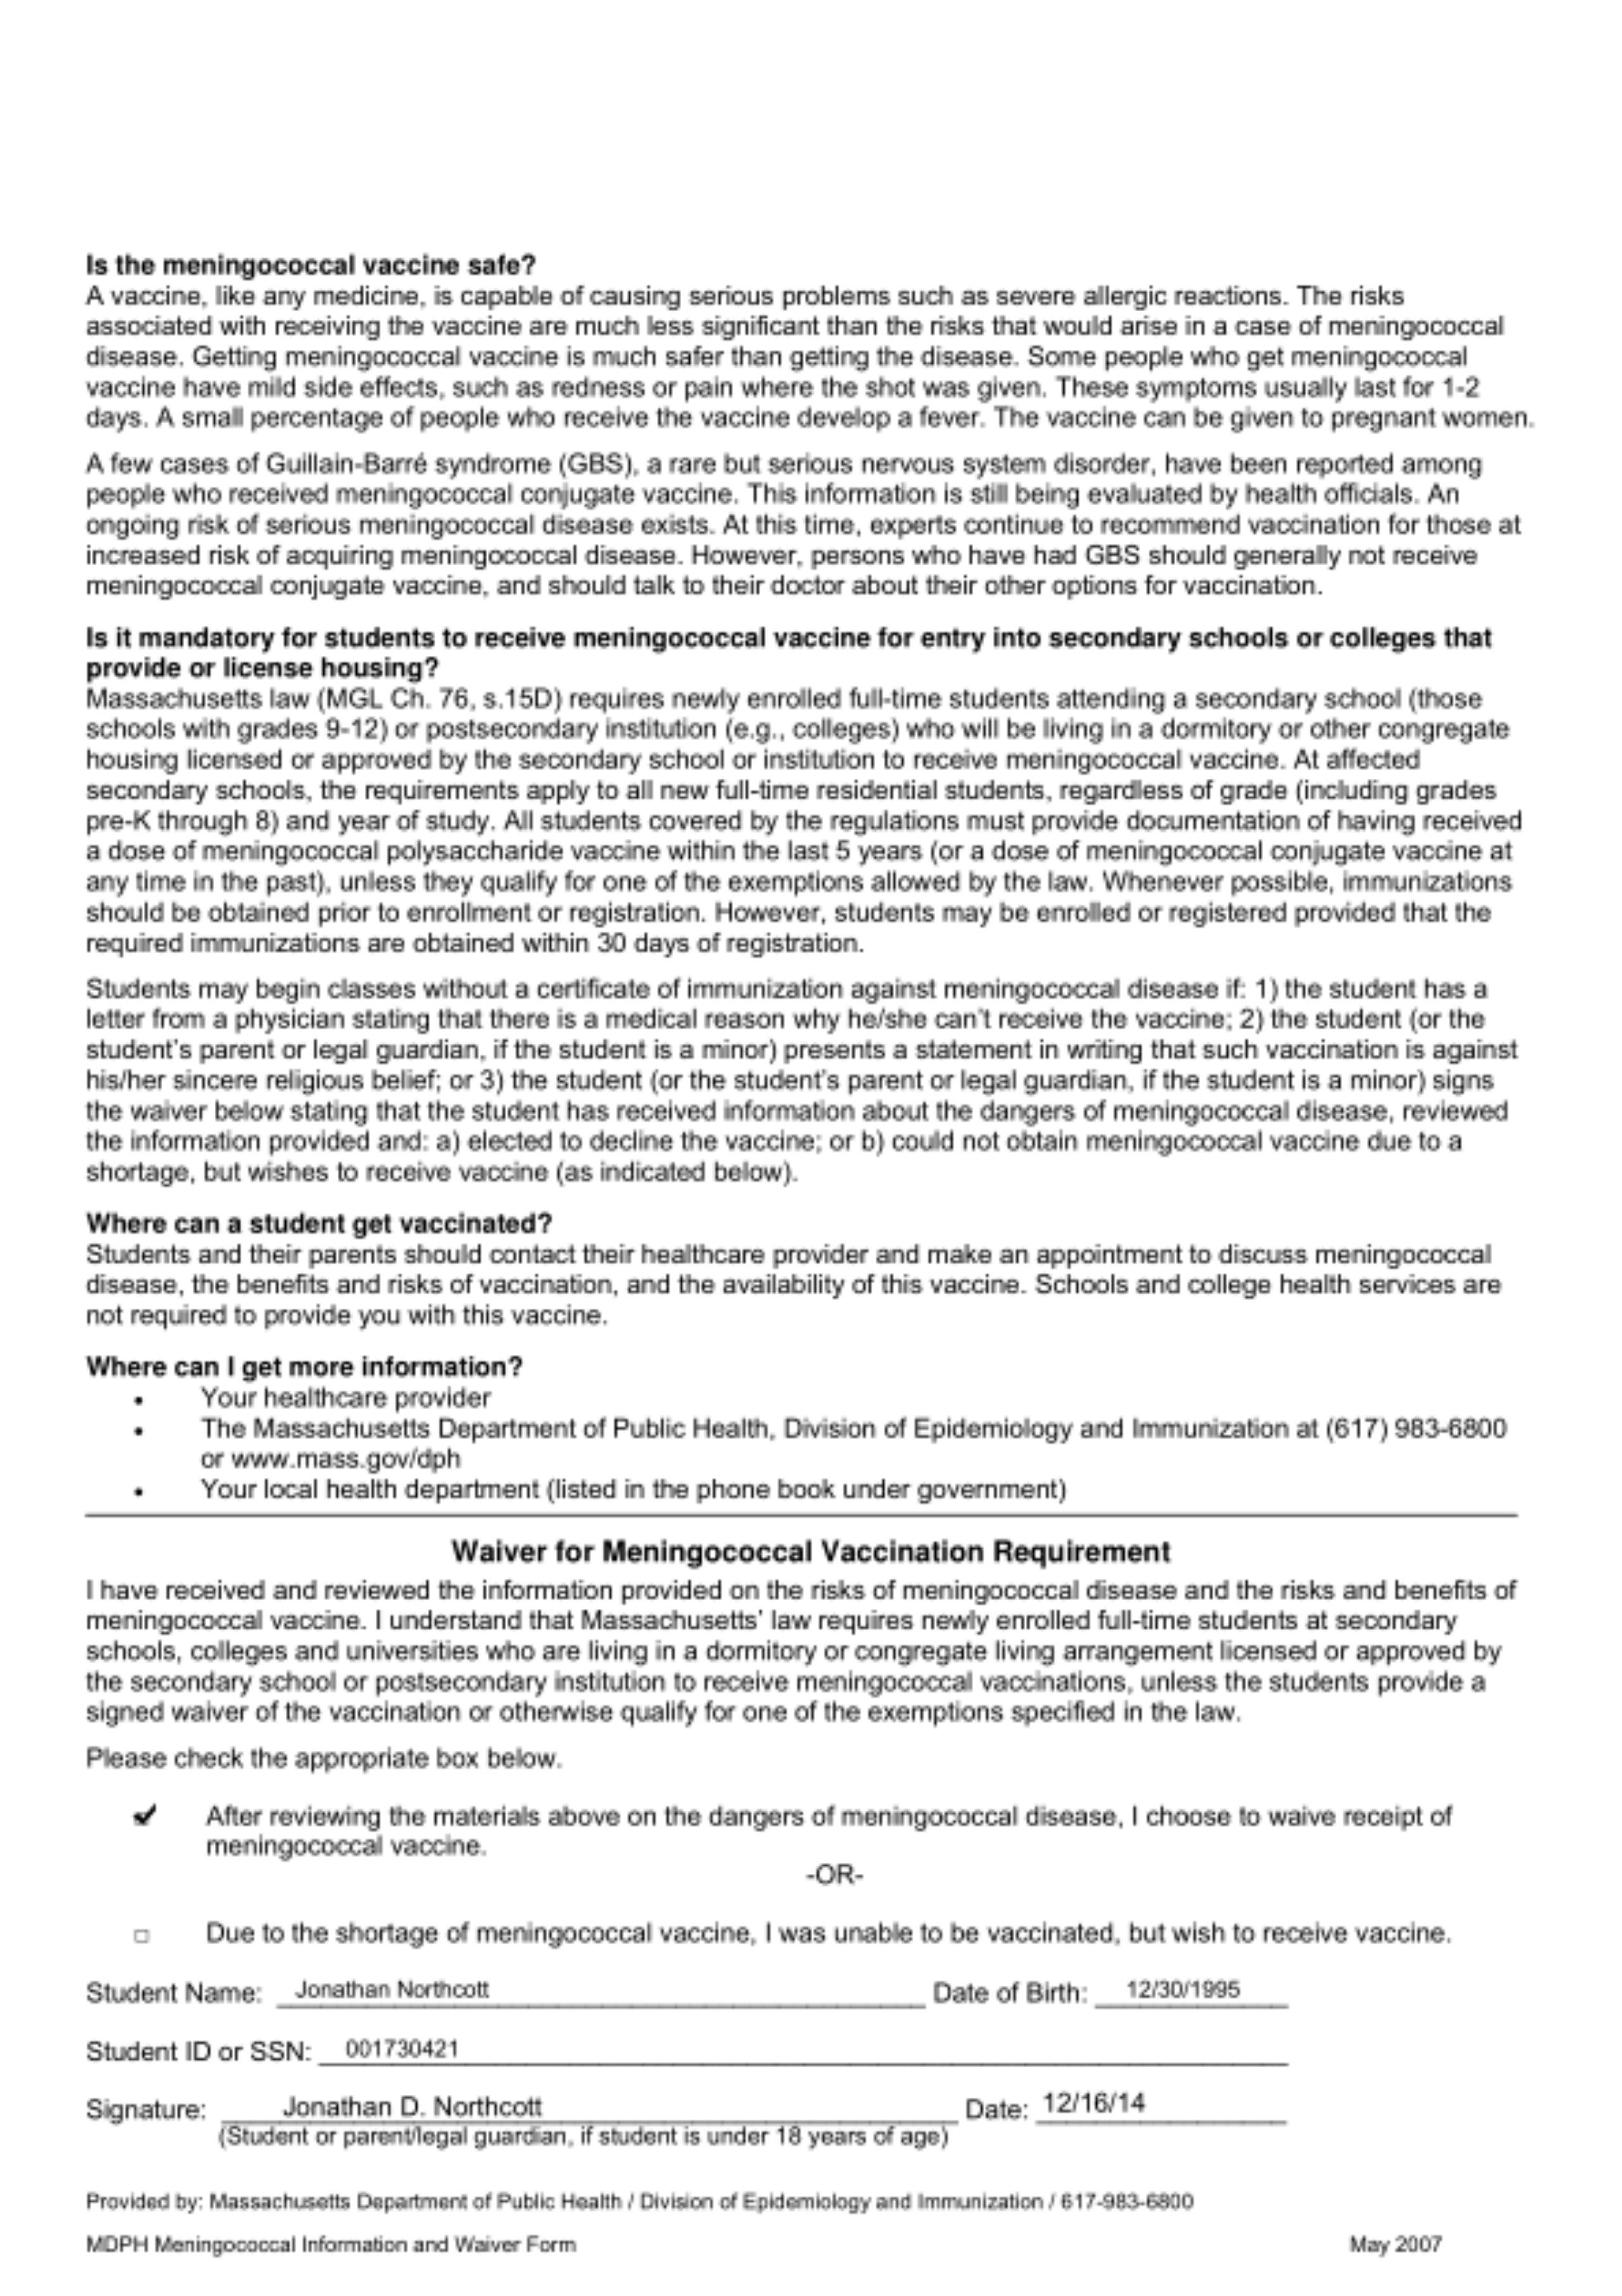 Is the meningococcal vaccine safe?
A vaccine, like any medicine, is capable of causing serious problems such as severe allergic reactions. The risks
associated with receiving the vaccine are much less significant than the risks that would arise in a case of meningococcal
disease. Getting meningococcal vaccine is much safer than getting the disease. Some people who get meningococcal
vaccine have mild side effects, such as redness or pain where the shot was given. These symptoms usually last for 1-2
days. A small percentage of people who receive the vaccine develop a fever. The vaccine can be given to pregnant women.
A few cases of Guillain-Barré syndrome (GBS), a rare but serious nervous system disorder, have been reported among
people who received meningococcal conjugate vaccine. This information is still being evaluated by health officials. An
ongoing risk of serious meningococcal disease exists. At this time, experts continue to recommend vaccination for those at
increased risk of acquiring meningococcal disease. However, persons who have had GBS should generally not receive
meningococcal conjugate vaccine, and should talk to their doctor about their other options for vaccination.
Is it mandatory for students to receive meningococcal vaccine for entry into secondary schools or colleges that
provide or license housing?
Massachusetts law (MGL Ch. 76, s.15D) requires newly enrolled full-time students attending a secondary school (those
schools with grades 9-12) or postsecondary institution (e.g., colleges) who will be living in a dormitory or other congregate
housing licensed or approved by the secondary school or institution to receive meningococcal vaccine. At affected
secondary schools, the requirements apply to all new full-time residential students, regardless of grade (including grades
pre-K through 8) and year of study. All students covered by the regulations must provide documentation of having received
a dose of meningococcal polysaccharide vaccine within the last 5 years (or a dose of meningococcal conjugate vaccine at
any time in the past), unless they qualify for one of the exemptions allowed by the law. Whenever possible, immunizations
should be obtained prior to enrollment or registration. However, students may be enrolled or registered provided that the
required immunizations are obtained within 30 days of registration.
Students may begin classes without a certificate of immunization against meningococcal disease if: 1) the student has a
letter from a physician stating that there is a medical reason why he/she can't receive the vaccine; 2) the student (or the
student's parent or legal guardian, if the student is a minor) presents a statement in writing that such vaccination is against
his/her sincere religious belief; or 3) the student (or the student's parent or legal guardian, if the student is a minor) signs
the waiver below stating that the student has received information about the dangers of meningococcal disease, reviewed
the information provided and: a) elected to decline the vaccine; or b) could not obtain meningococcal vaccine due to a
shortage, but wishes to receive vaccine (as indicated below).
Where can a student get vaccinated?
Students and their parents should contact their healthcare provider and make an appointment to discuss meningococcal
disease, the benefits and risks of vaccination, and the availability of this vaccine. Schools and college health services are
not required to provide you with this vaccine.
Where can I get more information?
• Your healthcare provider
• The Massachusetts Department of Public Health, Division of Epidemiology and Immunization at (617) 983-6800
or www.mass.gov/dph
• Your local health department (listed in the phone book under government)
Waiver for Meningococcal Vaccination Requirement
I have received and reviewed the information provided on the risks of meningococcal disease and the risks and benefits of
meningococcal vaccine. I understand that Massachusetts' law requires newly enrolled full-time students at secondary
schools, colleges and universities who are living in a dormitory or congregate living arrangement licensed or approved by
the secondary school or postsecondary institution to receive meningococcal vaccinations, unless the students provide a
signed waiver of the vaccination or otherwise qualify for one of the exemptions specified in the law.
Please check the appropriate box below.
✔ After reviewing the materials above on the dangers of meningococcal disease, I choose to waive receipt of
meningococcal vaccine.
-OR-
□ Due to the shortage of meningococcal vaccine, I was unable to be vaccinated, but wish to receive vaccine.
Student Name: Jonathan Northcott Date of Birth: 12/30/1995
Student ID or SSN: 001730421
Signature: Jonathan D. Northcott Date: 12/16/14
(Student or parent/legal guardian, if student is under 18 years of age)
Provided by: Massachusetts Department of Public Health / Division of Epidemiology and Immunization / 617-983-6800
MDPH Meningococcal Information and Waiver Form May 2007